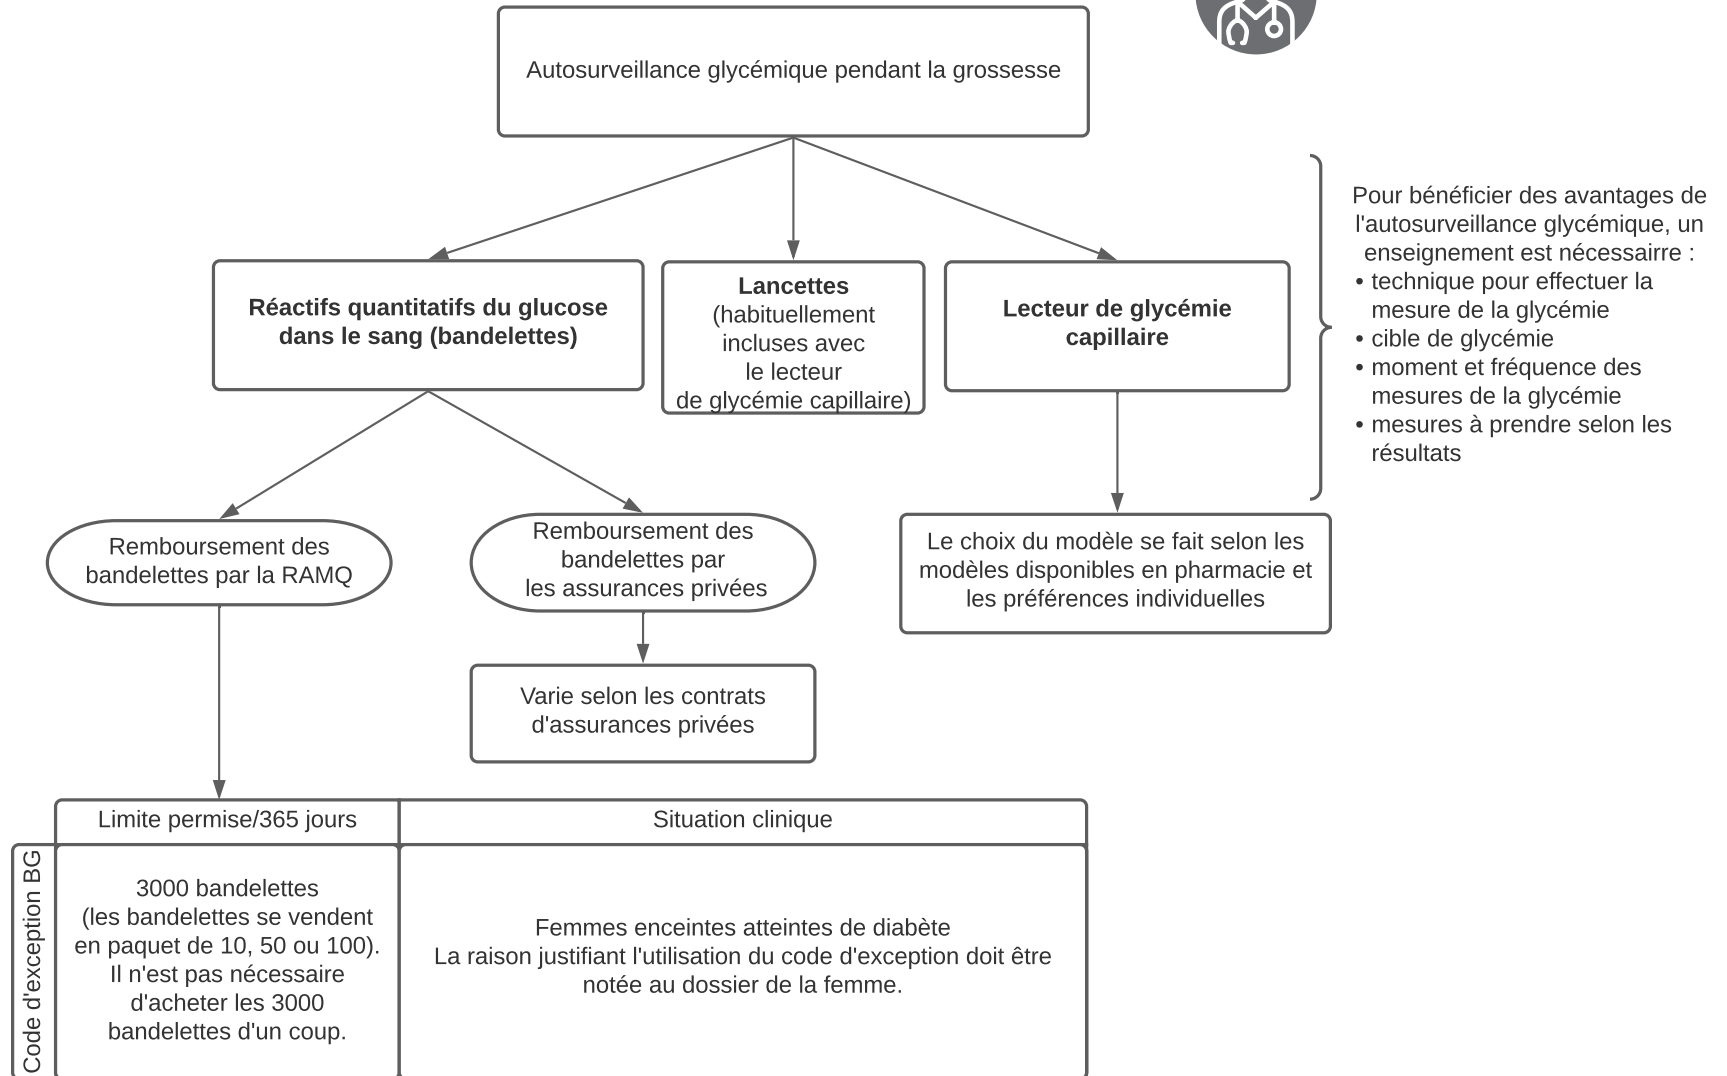 Autosurveillance glycémique pendant la grossesse
Pour bénéficier des avantages de
l'autosurveillance glycémique, un
enseignement est nécessairre :
• technique pour effectuer la
mesure de la glycémie
• cible de glycémie
• moment et fréquence des
mesures de la glycémie
• mesures à prendre selon les
résultats
Réactifs quantitatifs du glucose
dans le sang (bandelettes)
Lancettes
(habituellement
incluses avec
le lecteur
de glycémie capillaire)
Lecteur de glycémie
capillaire
Remboursement des
bandelettes par la RAMQ
Remboursement des
bandelettes par
les assurances privées
Le choix du modèle se fait selon les
modèles disponibles en pharmacie et
les préférences individuelles
Varie selon les contrats
d'assurances privées
Limite permise/365 jours
Situation clinique
Code d'exception BG
3000 bandelettes
(les bandelettes se vendent
en paquet de 10, 50 ou 100).
Il n'est pas nécessaire
d'acheter les 3000
bandelettes d'un coup.
Femmes enceintes atteintes de diabète
La raison justifiant l'utilisation du code d'exception doit être
notée au dossier de la femme.